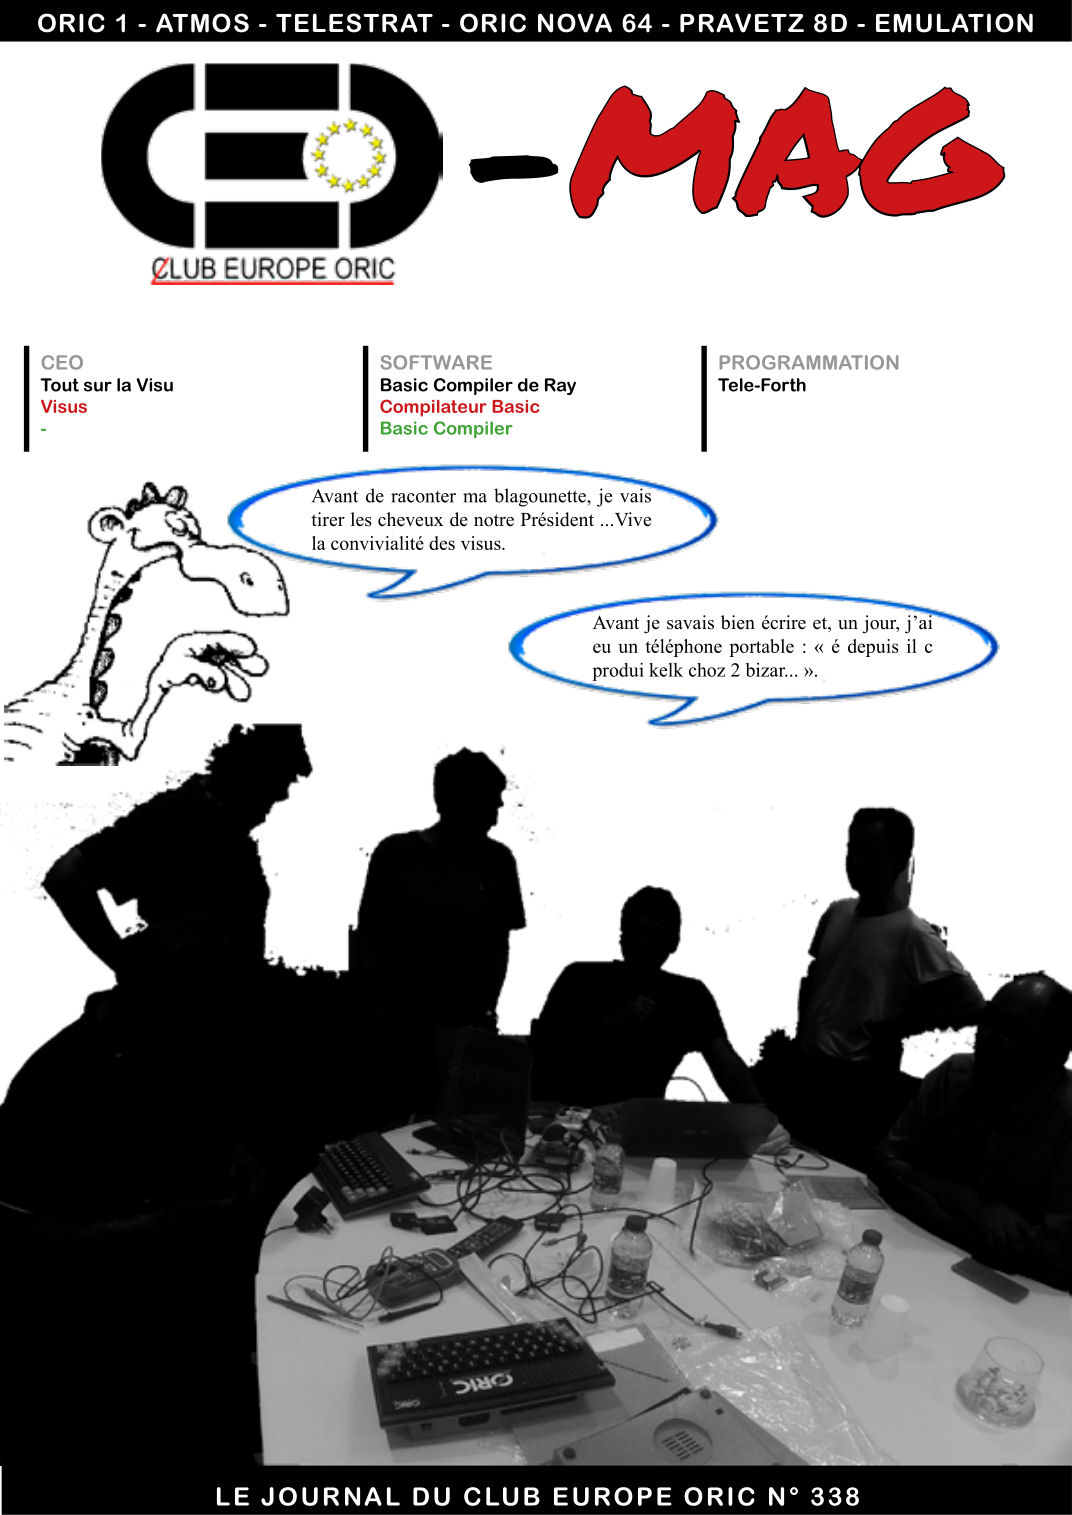 ORIC 1 - ATMOS - TELESTRAT - ORIC NOVA 64 - PRAVETZ 8D - EMULATION
CEO
-MAG
CLUB EUROPE ORIC
CEO
Tout sur la Visu
Visus
-
SOFTWARE
Basic Compiler de Ray
Compilateur Basic
Basic Compiler
PROGRAMMATION
Tele-Forth
Avant de raconter ma blagounette, je vais
tirer les cheveux de notre Président ...Vive
la convivialité des visus.
Avant je savais bien écrire et, un jour, j’ai
eu un téléphone portable : « é depuis il c
produi kelk choz 2 bizar... ».
ORIC
ORIC
LE JOURNAL DU CLUB EUROPE ORIC N° 338